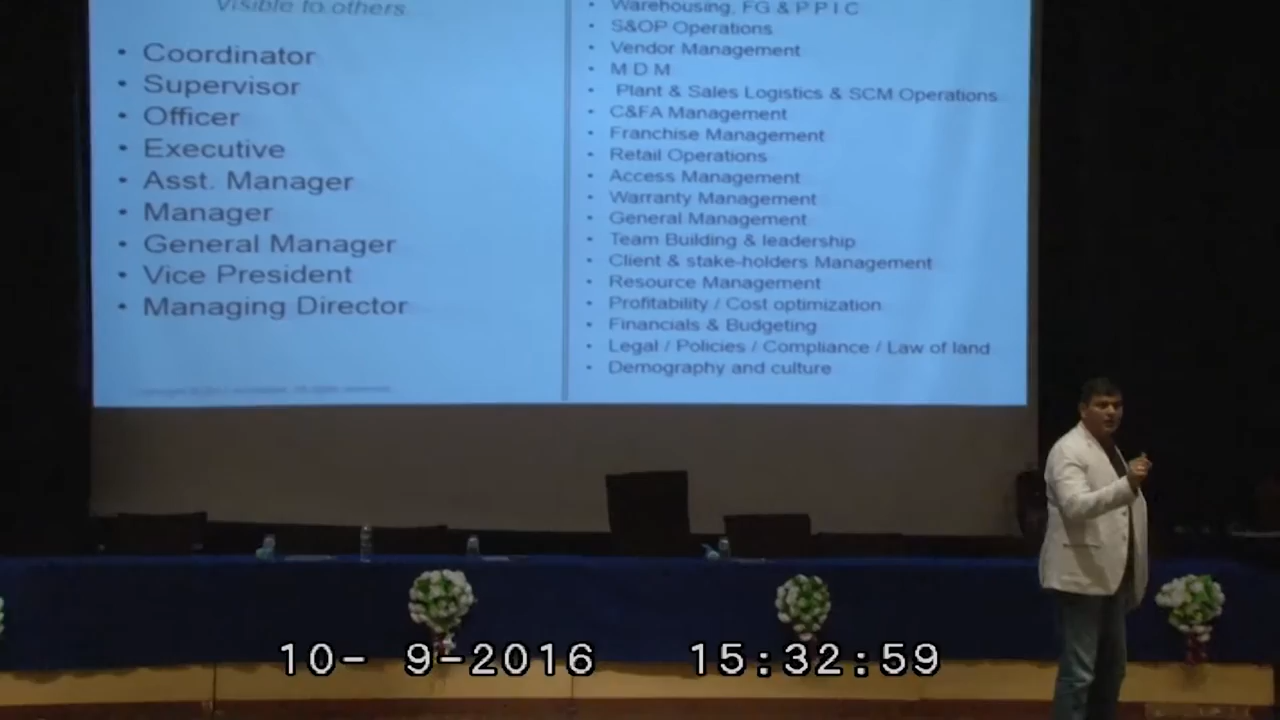 Visible to others
• Coordinator
• Supervisor
• Officer
• Executive
• Asst. Manager
• Manager
• General Manager
• Vice President
• Managing Director
• Warehousing, FG & P P I C
• S&OP Operations
• Vendor Management
• M D M
• Plant & Sales Logistics & SCM Operations
• C&FA Management
• Franchise Management
• Retail Operations
• Access Management
• Warranty Management
• General Management
• Team Building & leadership
• Client & stake-holders Management
• Resource Management
• Profitability / Cost optimization
• Financials & Budgeting
• Legal / Policies / Compliance / Law of land
• Demography and culture
10- 9-2016 15:32:59